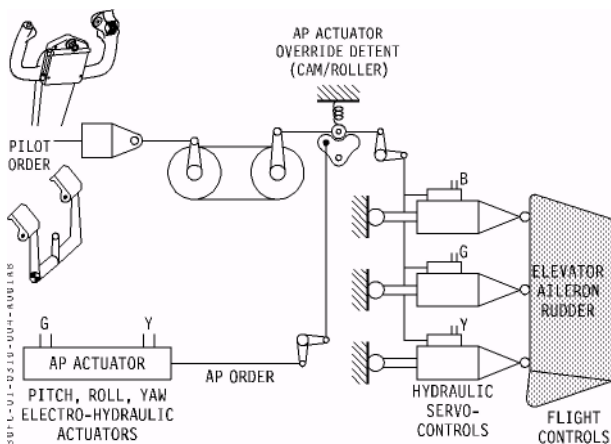 AP ACTUATOR
OVERRIDE DETENT
(CAM/ROLLER)
PILOT
ORDER
B
G
Y
ELEVATOR
AILERON
RUDDER
G
Y
AP ACTUATOR
AP ORDER
PITCH, ROLL, YAW
ELECTRO-HYDRAULIC
ACTUATORS
HYDRAULIC
SERVO-
CONTROLS
FLIGHT
CONTROLS